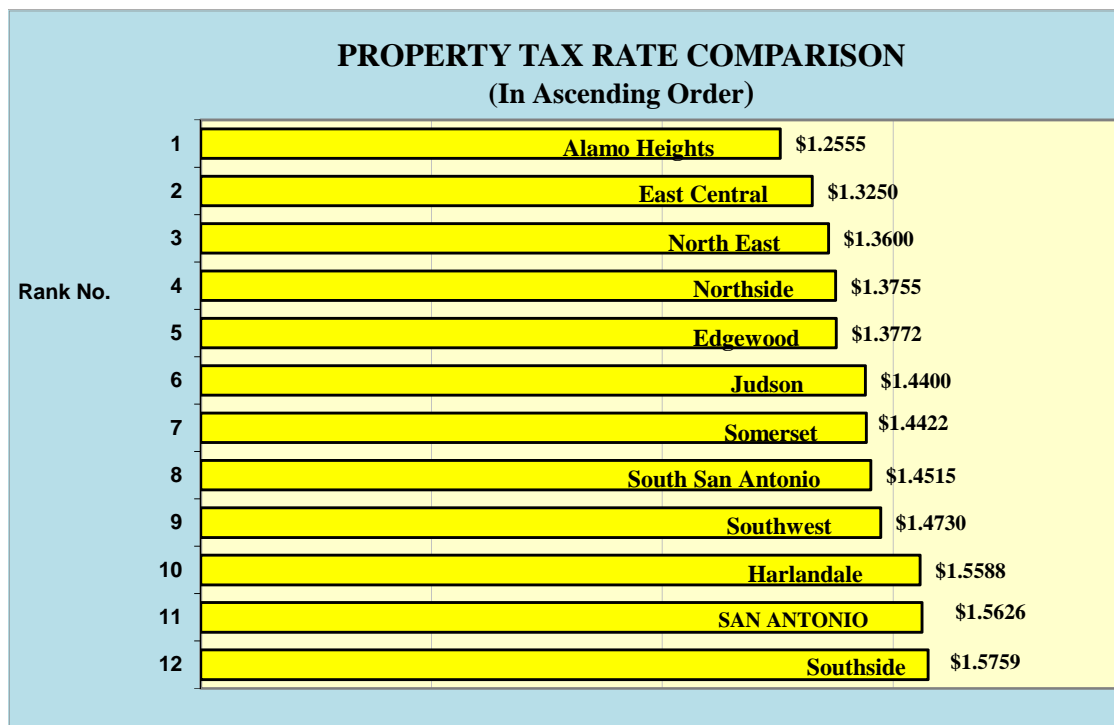 PROPERTY TAX RATE COMPARISON
(In Ascending Order)
1 Alamo Heights $1.2555
2 East Central $1.3250
3 North East $1.3600
Rank No. 4 Northside $1.3755
5 Edgewood $1.3772
6 Judson $1.4400
7 Somerset $1.4422
8 South San Antonio $1.4515
9 Southwest $1.4730
10 Harlandale $1.5588
11 SAN ANTONIO $1.5626
12 Southside $1.5759